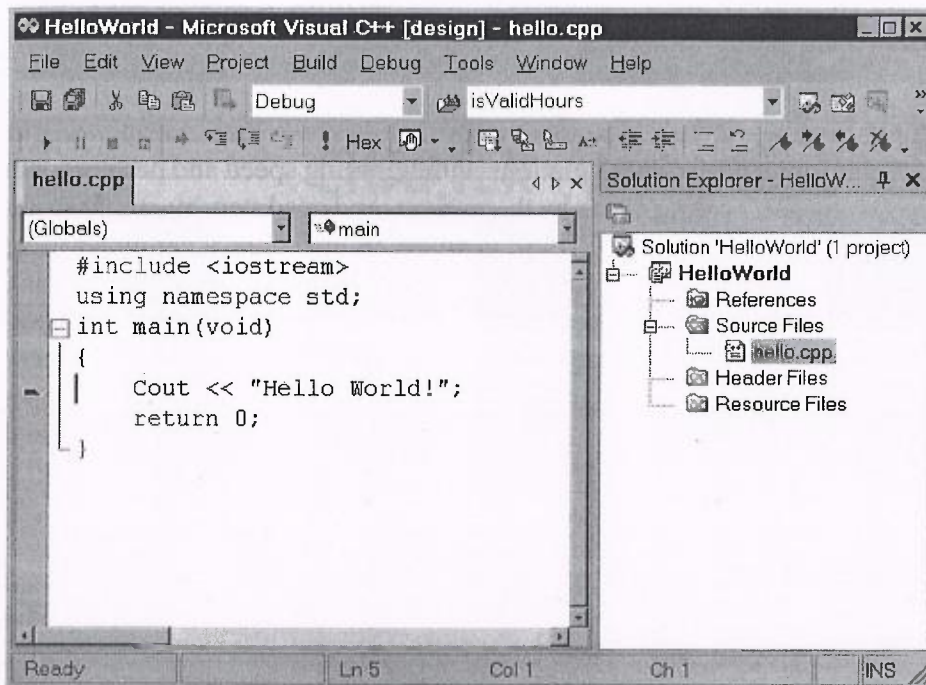 HelloWorld - Microsoft Visual C++ [design] - hello.cpp
File Edit View Project Build Debug Tools Window Help
Debug isValidHours
Hex
hello.cpp
(Globals) main
#include <iostream>
using namespace std;
int main(void)
{
Cout << "Hello World!";
return 0;
}
Solution Explorer - HelloW...
Solution 'HelloWorld' (1 project)
HelloWorld
References
Source Files
hello.cpp
Header Files
Resource Files
Ready Ln 5 Col 1 Ch 1 INS